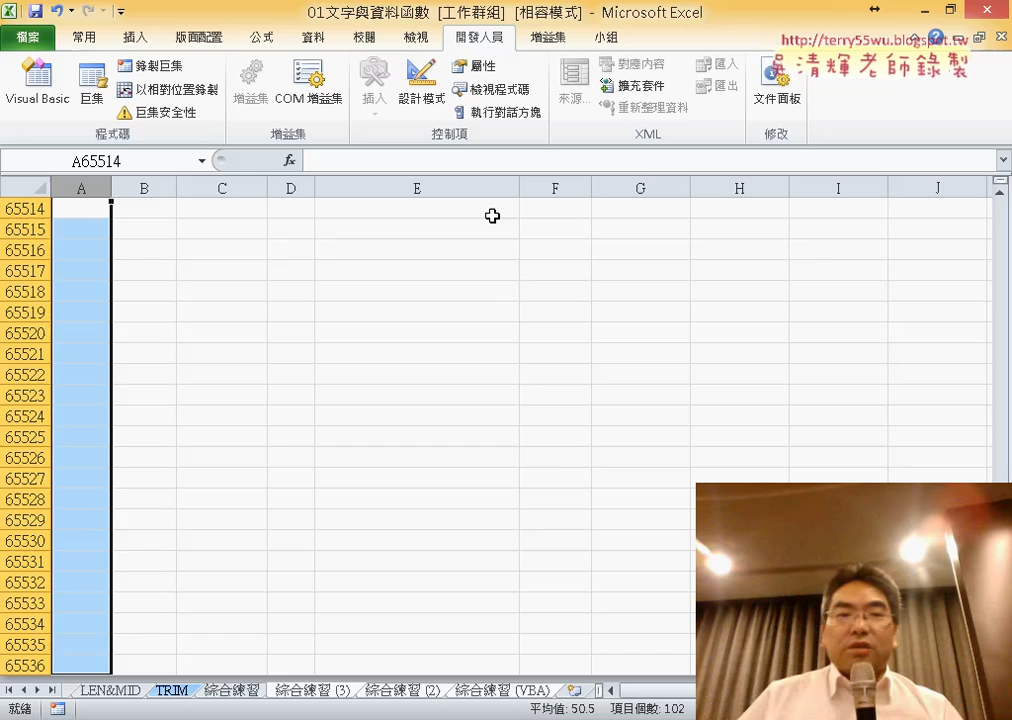 01文字與資料函數 [工作群組] [相容模式] - Microsoft Excel
檔案 常用 插入 版面配置 公式 資料 校閱 檢視 開發人員 增益集 小組
http://terry55wu.blogspot.tw
吳清輝老師錄製
Visual Basic 巨集 錄製巨集 以相對位置錄製 巨集安全性
增益集 COM 增益集
插入 設計模式 屬性 檢視程式碼 執行對話方塊
來源... 對應內容 擴充套件 重新整理資料 匯入 匯出
文件面板
程式碼 增益集 控制項 XML 修改
A65514 fx
A B C D E F G H I J
65514
65515
65516
65517
65518
65519
65520
65521
65522
65523
65524
65525
65526
65527
65528
65529
65530
65531
65532
65533
65534
65535
65536
LEN&MID TRIM 綜合練習 綜合練習 (3) 綜合練習 (2) 綜合練習 (VBA)
就緒 平均值: 50.5 項目個數: 102